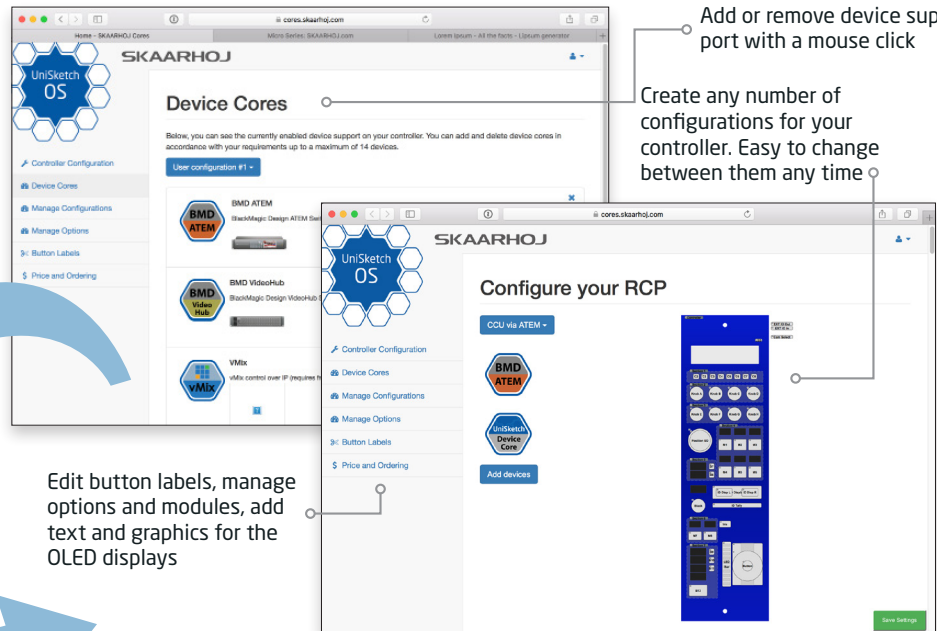 cores.skaarhoj.com
Home - SKAARHOJ Cores
Micro Series: SKAARHOJ.com
Lorem Ipsum - All the facts - Lipsum generator
UniSketch
OS
SKAARHOJ
Controller Configuration
Device Cores
Manage Configurations
Manage Options
Button Labels
Price and Ordering
Device Cores
Below, you can see the currently enabled device support on your controller. You can add and delete device cores in
accordance with your requirements up to a maximum of 14 devices.
User configuration #1
BMD
ATEM
BMD ATEM
BlackMagic Design ATEM
BMD
Video
Hub
BMD VideoHub
BlackMagic Design VideoHub
vMix
VMix
vMix control over IP (requires
Add or remove device sup
port with a mouse click
Create any number of
configurations for your
controller. Easy to change
between them any time
cores.skaarhoj.com
UniSketch
OS
SKAARHOJ
Controller Configuration
Device Cores
Manage Configurations
Manage Options
Button Labels
Price and Ordering
Configure your RCP
CCU via ATEM
BMD
ATEM
UniSketch
Device
Core
Add devices
Save Settings
Edit button labels, manage
options and modules, add
text and graphics for the
OLED displays